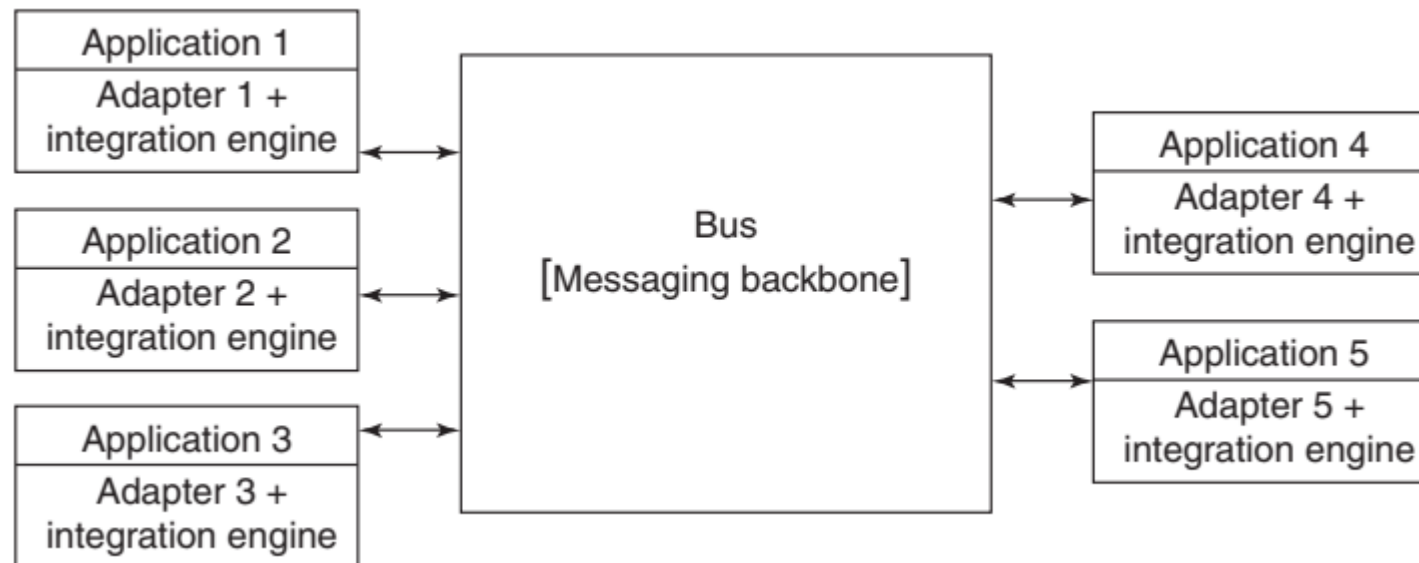 Application 1
Adapter 1 +
integration engine
Application 2
Adapter 2 +
integration engine
Application 3
Adapter 3 +
integration engine
Bus
[Messaging backbone]
Application 4
Adapter 4 +
integration engine
Application 5
Adapter 5 +
integration engine